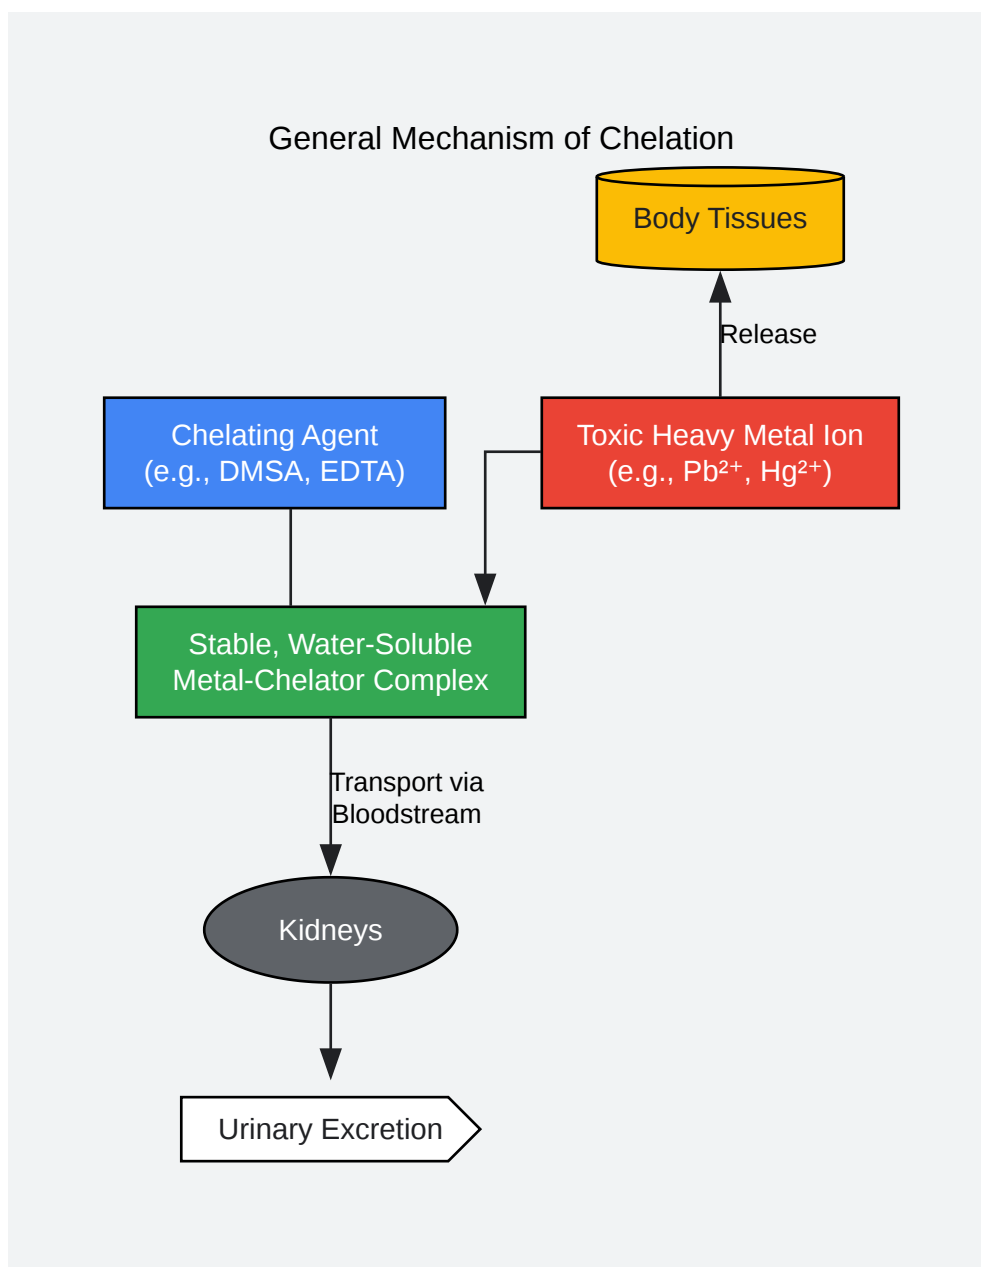 General Mechanism of Chelation
Body Tissues
Release
Chelating Agent
(e.g., DMSA, EDTA)
Toxic Heavy Metal Ion
(e.g., Pb²⁺, Hg²⁺)
Stable, Water-Soluble
Metal-Chelator Complex
Transport via
Bloodstream
Kidneys
Urinary Excretion